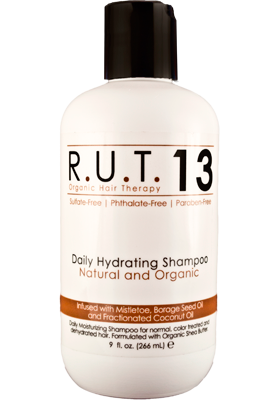 R.U.T. 13
Organic Hair Therapy
Sulfate-Free | Phthalate-Free | Paraben-Free
Daily Hydrating Shampoo
Natural and Organic
Infused with Mistletoe, Borage Seed Oil
and Fractionated Coconut Oil
Daily Moisturizing Shampoo for normal, color treated and
dehydrated hair. Formulated with Organic Shea Butter.
9 fl. oz. (266 mL) ℮